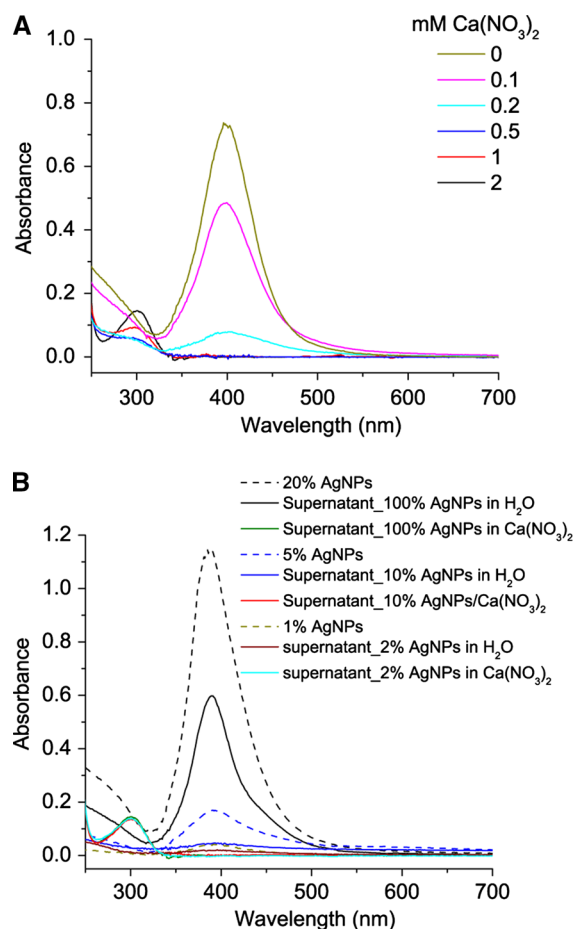 A
mM Ca(NO₃)₂
0
0.1
0.2
0.5
1
2
1.0
0.8
0.6
0.4
0.2
0.0
Absorbance
300 400 500 600 700
Wavelength (nm)
B
20% AgNPs
Supernatant_100% AgNPs in H₂O
Supernatant_100% AgNPs in Ca(NO₃)₂
5% AgNPs
Supernatant_10% AgNPs in H₂O
Supernatant_10% AgNPs/Ca(NO₃)₂
1% AgNPs
supernatant_2% AgNPs in H₂O
supernatant_2% AgNPs in Ca(NO₃)₂
1.2
1.0
0.8
0.6
0.4
0.2
0.0
Absorbance
300 400 500 600 700
Wavelength (nm)